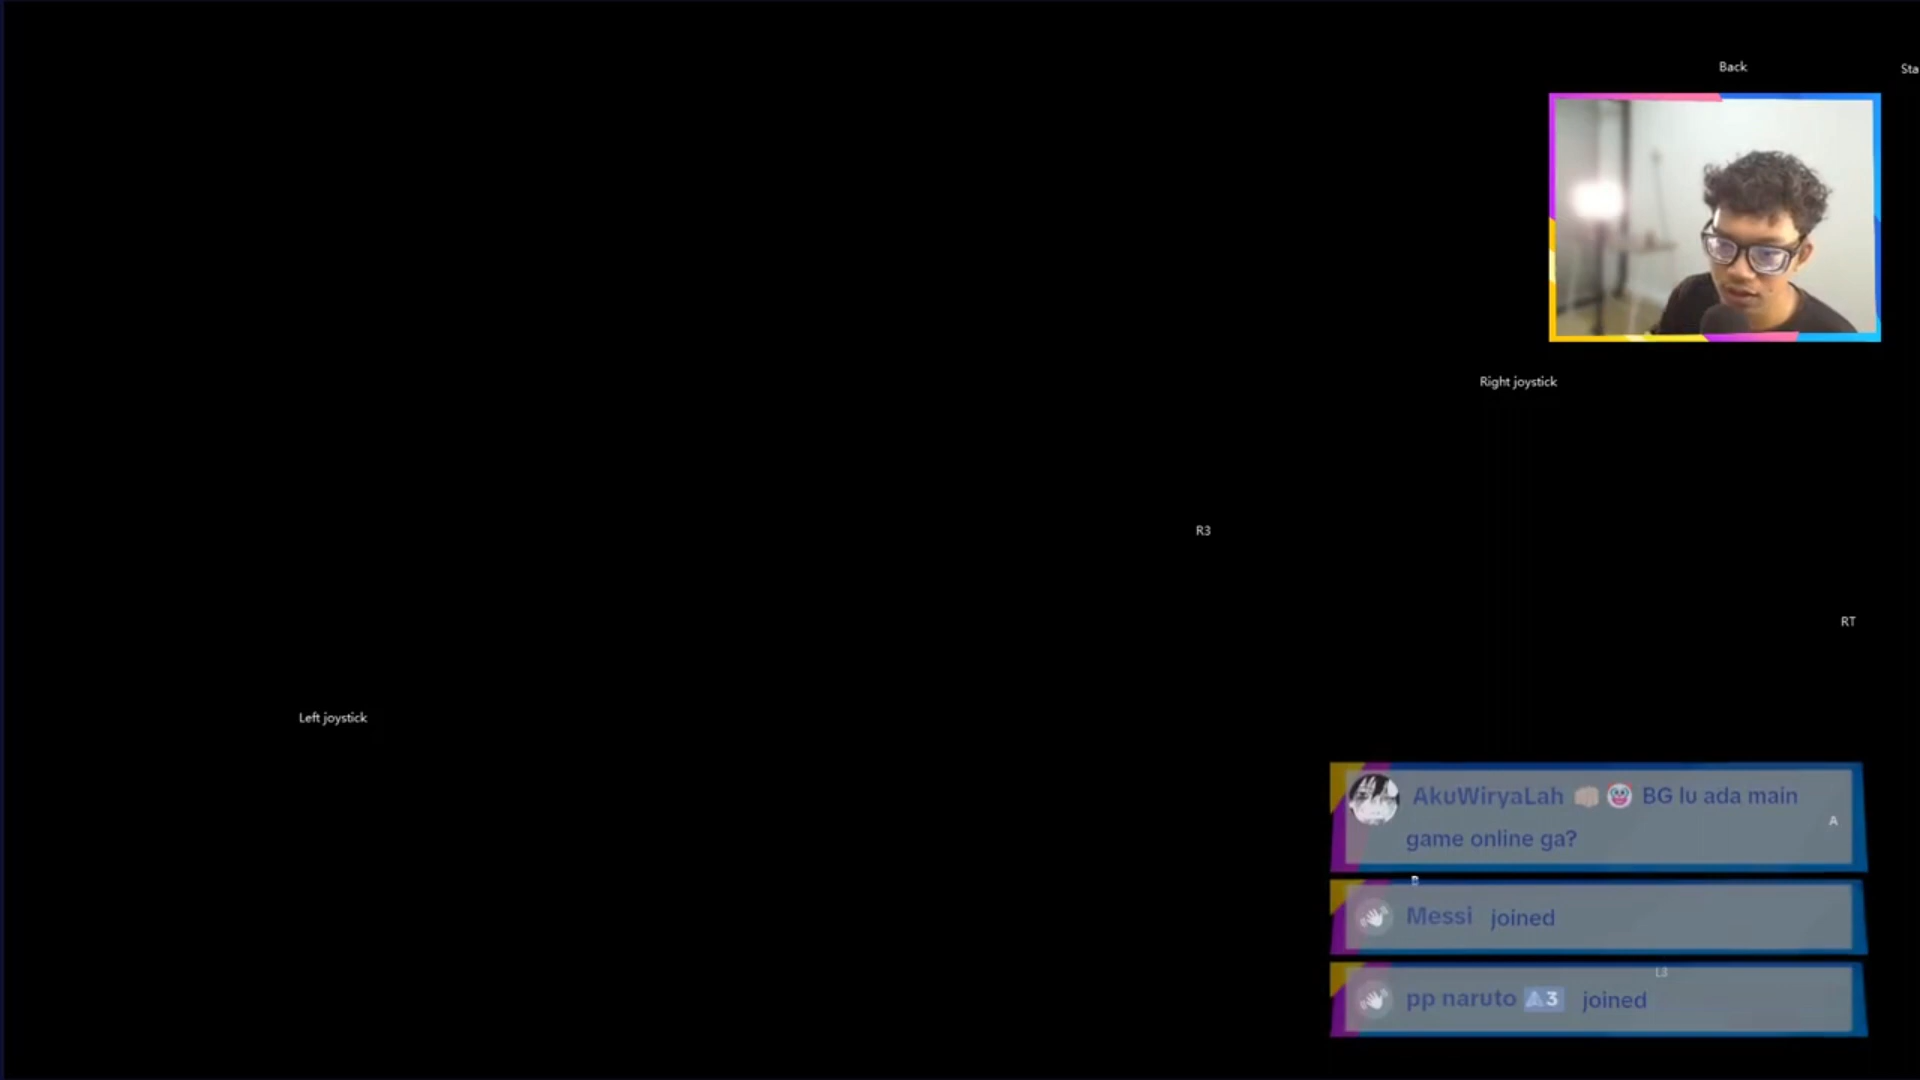 Back
Sta
Right joystick
R3
RT
Left joystick
AkuWiryaLah BG lu ada main
game online ga?
A
B
Messi joined
L3
pp naruto 3 joined